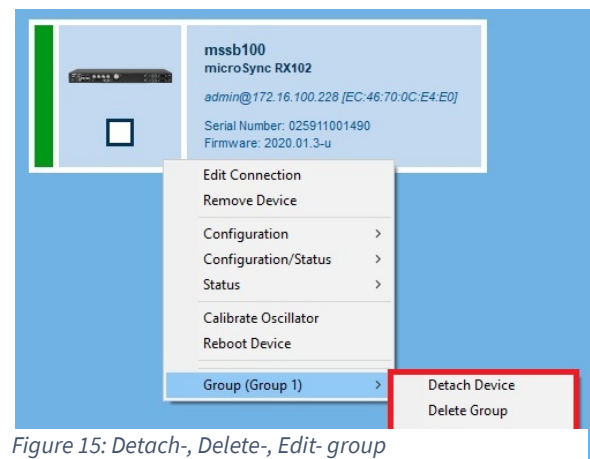 mssb100
microSync RX102
admin@172.16.100.228 [EC:46:70:0C:E4:E0]
Serial Number: 025911001490
Firmware: 2020.01.3-u
Edit Connection
Remove Device
Configuration >
Configuration/Status >
Status >
Calibrate Oscillator
Reboot Device
Group (Group 1) >
Detach Device
Delete Group
Figure 15: Detach-, Delete-, Edit- group